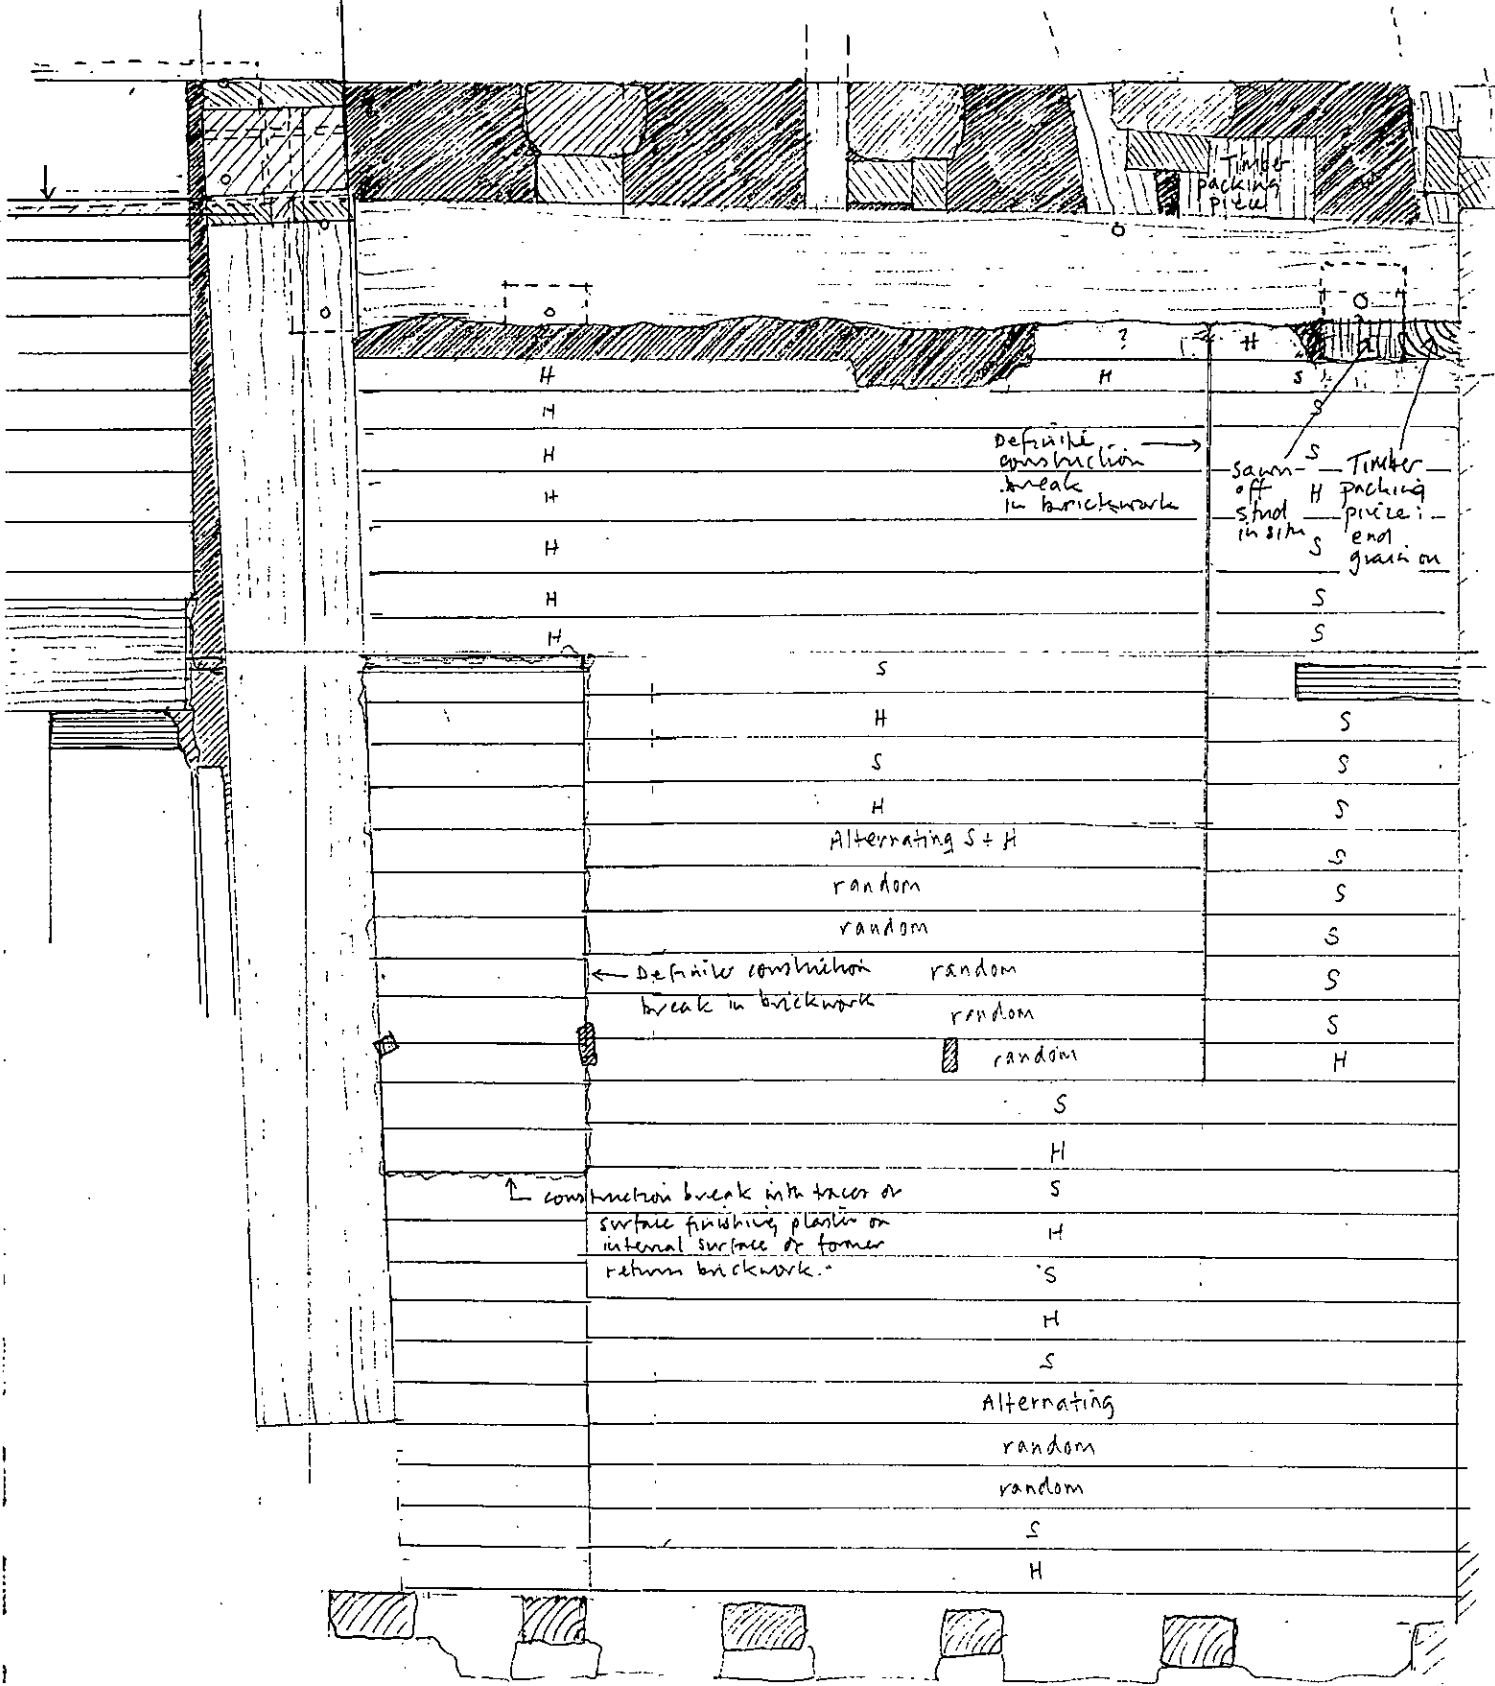 Timber
packing
piece
? H
H H S
H S
H
H
H
H
H
Definite
construction
break
in brickwork
sawn
off
stud
in situ
S
H
S
S
S
Timber
packing
piece:
end
grain on
S
H
S
H
Alternating S + H
random
random
random
random
random
S
S
S
S
S
S
S
S
H
Definite construction
break in brickwork
S
H
S
H
S
H
S
Alternating
random
random
S
H
construction break with traces of
surface finishing plaster on
internal surface of former
return brickwork.